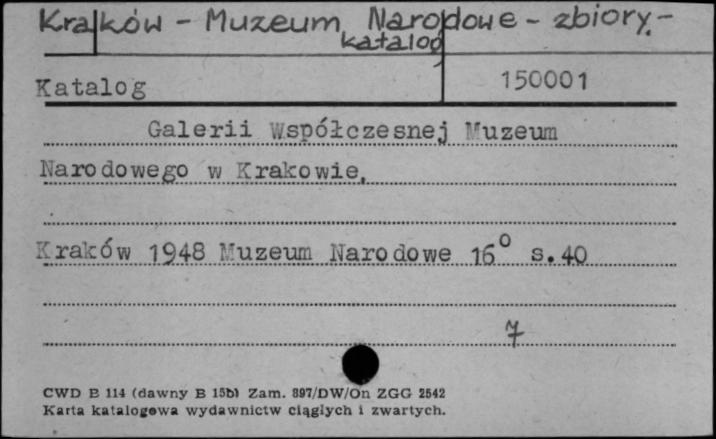 Kraków - Muzeum Narodowe - zbiory -
katalog
Katalog 150001
Galerii Współczesnej Muzeum
Narodowego w Krakowie.
Kraków 1948 Muzeum Narodowe 16° s.40
7
CWD B 114 (dawny B 15b) Zam. 897/DW/On ZGG 2542
Karta katalogowa wydawnictw ciągłych i zwartych.